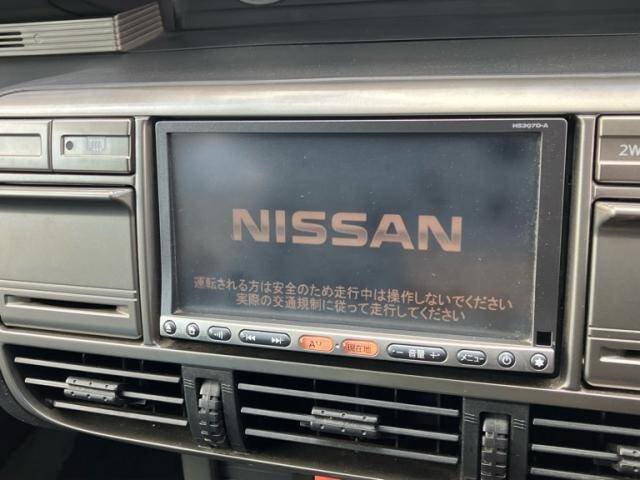 HS307D-A
2W
NISSAN
運転される方は安全のため走行中は操作しないでください
実際の交通規制に従って走行してください
現在地
− 音量 +
メニュー